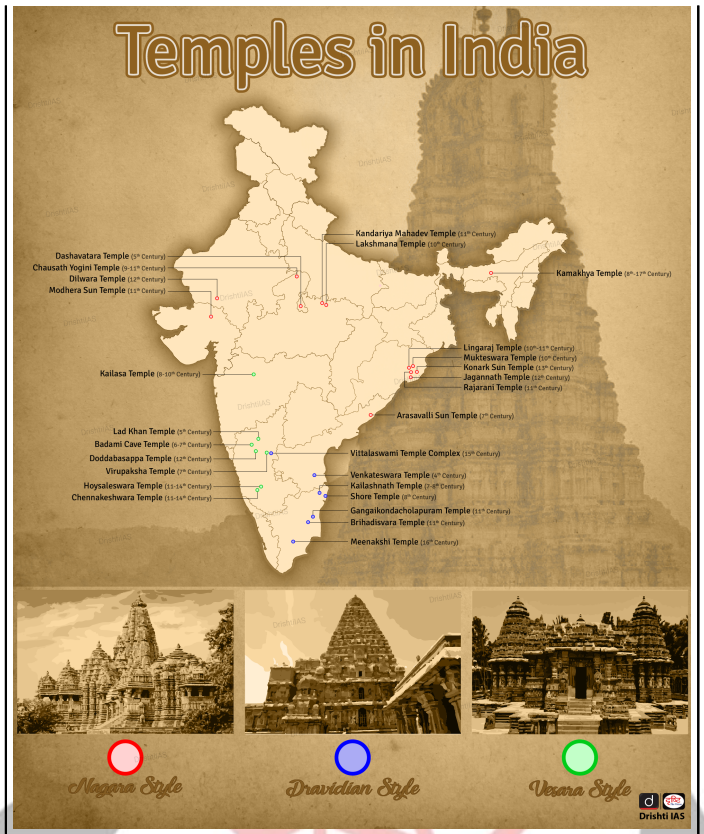 Temples in India
Kandariya Mahadev Temple (11th Century)
Lakshmana Temple (10th Century)
Dashavatara Temple (5th Century)
Chausath Yogini Temple (9-11th Century)
Dilwara Temple (12th Century)
Modhera Sun Temple (11th Century)
Kamakhya Temple (8th-17th Century)
Lingaraj Temple (10th-11th Century)
Mukteswara Temple (10th Century)
Konark Sun Temple (13th Century)
Jagannath Temple (12th Century)
Rajarani Temple (11th Century)
Kailasa Temple (8-10th Century)
Arasavalli Sun Temple (7th Century)
Lad Khan Temple (5th Century)
Badami Cave Temple (6-7th Century)
Doddabasappa Temple (12th Century)
Virupaksha Temple (7th Century)
Hoysaleswara Temple (11-14th Century)
Chennakeshwara Temple (11-14th Century)
Vittalaswami Temple Complex (15th Century)
Venkateswara Temple (4th Century)
Kailashnath Temple (7-8th Century)
Shore Temple (8th Century)
Gangaikondacholapuram Temple (11th Century)
Brihadisvara Temple (11th Century)
Meenakshi Temple (16th Century)
Nagara Style
Dravidian Style
Vesara Style
Drishti IAS